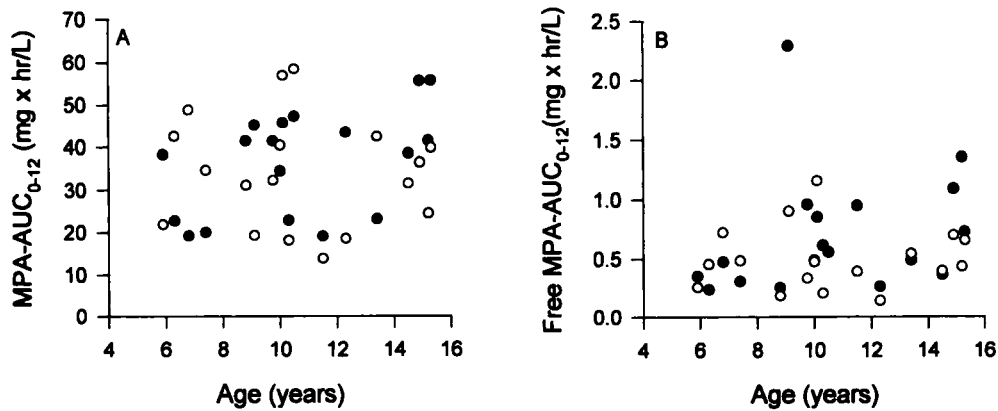 A
MPA-AUC0-12 (mg x hr/L)
70
60
50
40
30
20
10
0
4 6 8 10 12 14 16
Age (years)
B
Free MPA-AUC0-12(mg x hr/L)
2.5
2.0
1.5
1.0
0.5
0.0
4 6 8 10 12 14 16
Age (years)